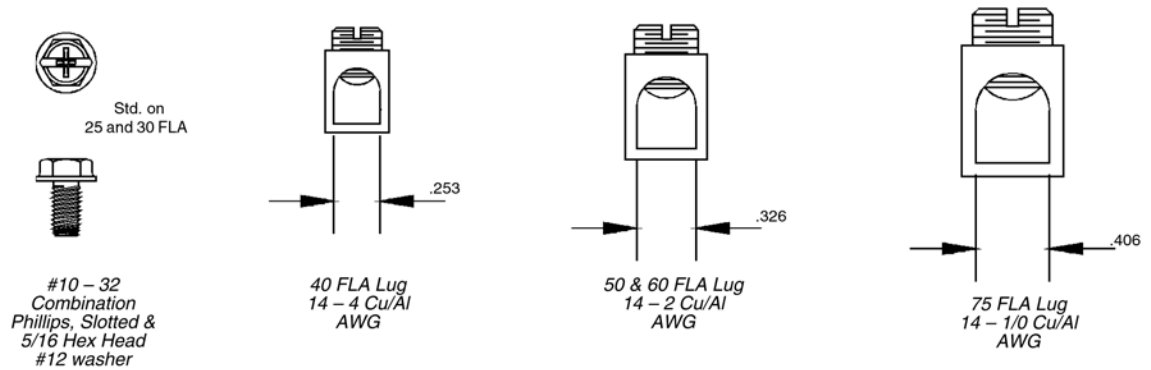 Std. on
25 and 30 FLA
#10 – 32
Combination
Phillips, Slotted &
5/16 Hex Head
#12 washer
.253
40 FLA Lug
14 – 4 Cu/Al
AWG
.326
50 & 60 FLA Lug
14 – 2 Cu/Al
AWG
.406
75 FLA Lug
14 – 1/0 Cu/Al
AWG